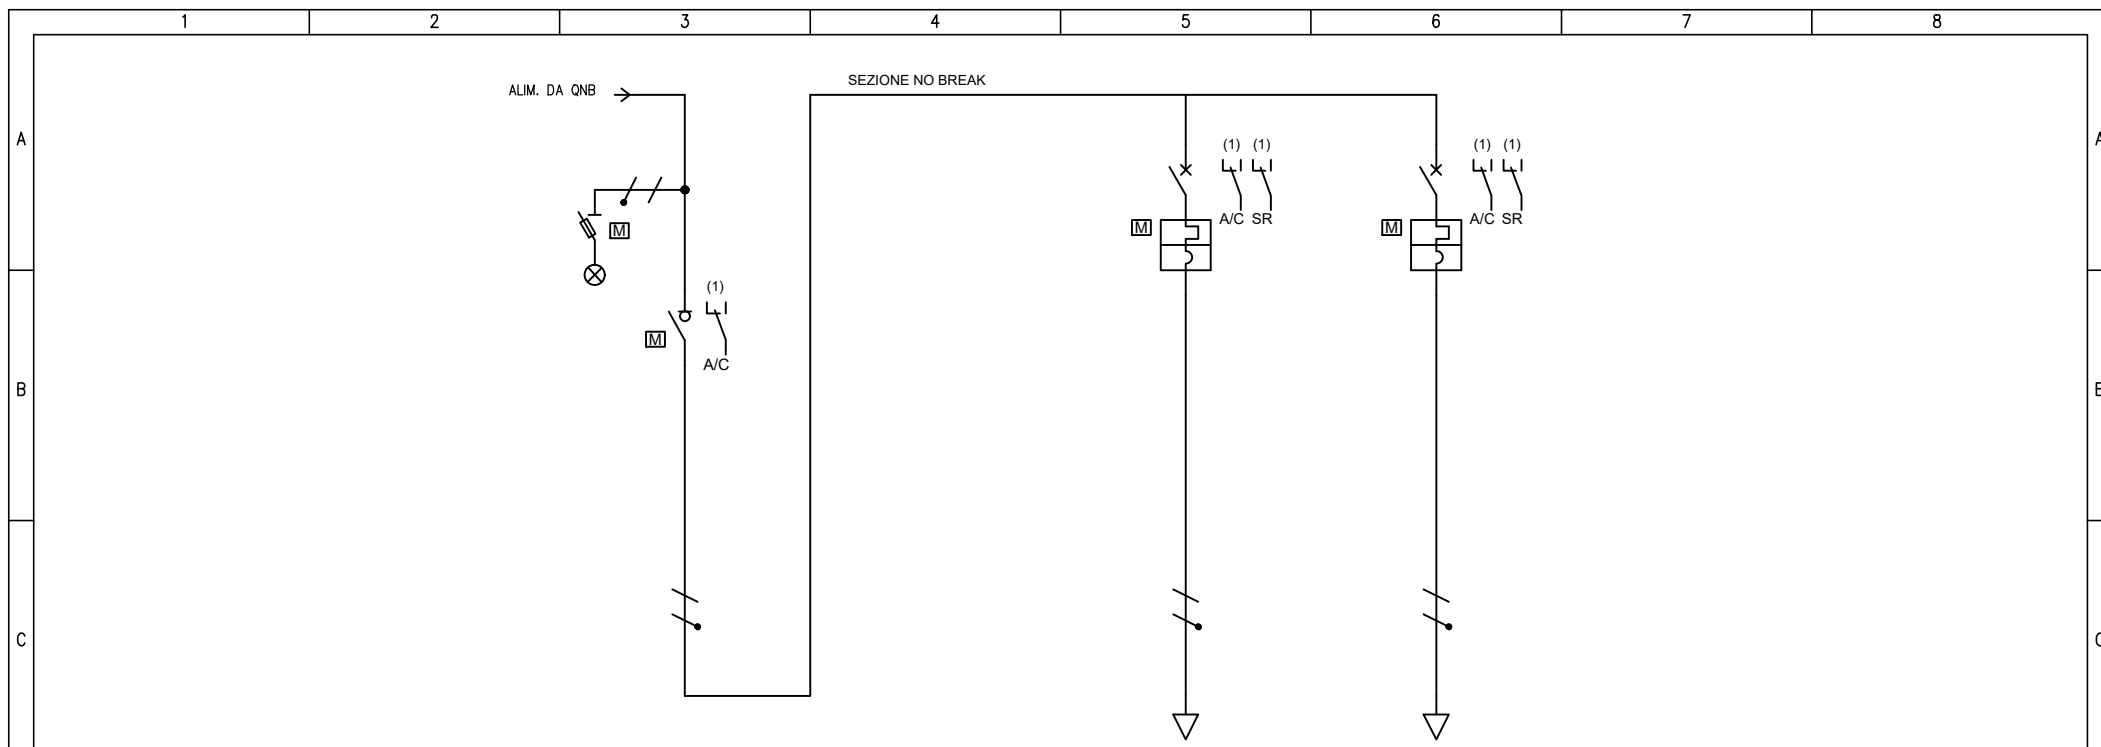 1 2 3 4 5 6 7 8
SEZIONE NO BREAK
ALIM. DA QNB
A A
(1) (1) (1) (1)
A/C SR A/C SR
M M M
(1)
M
A/C
B B
C C